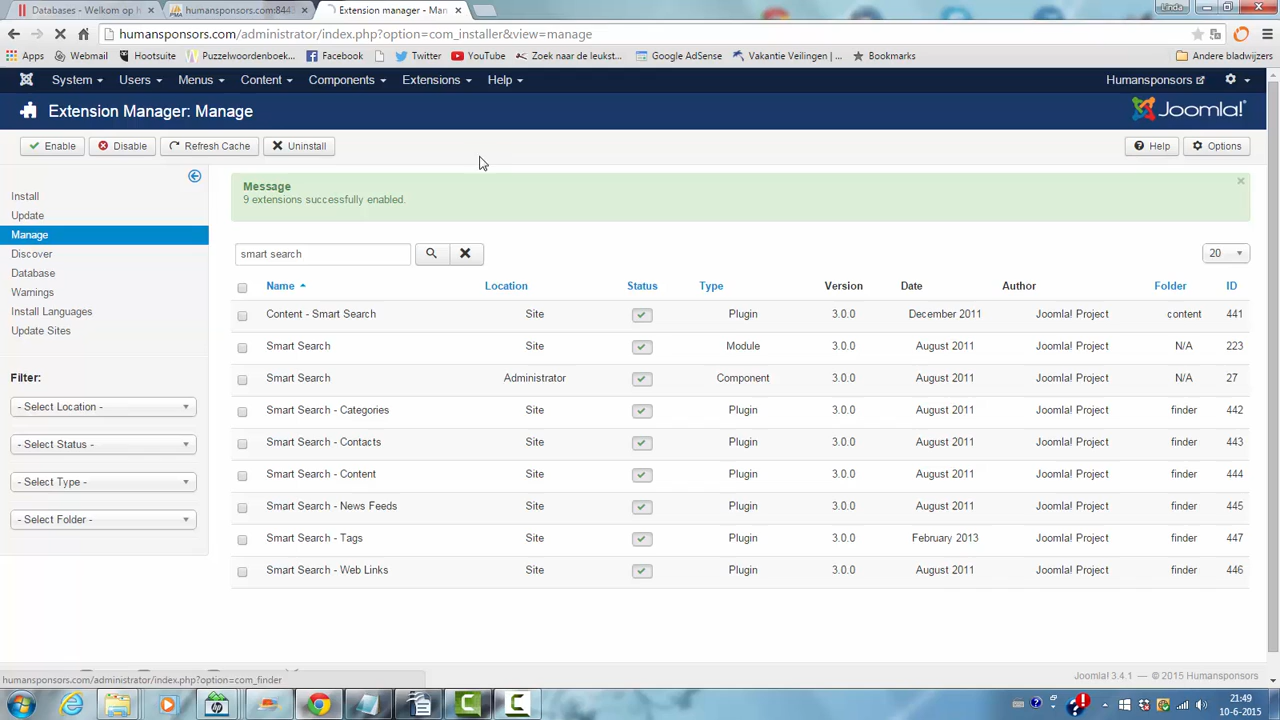 Databases - Welkom op h
humansponsors.com:844
Extension manager - Man
Linda
humansponsors.com/administrator/index.php?option=com_installer&view=manage
Apps
Webmail
Hootsuite
Puzzelwoordenboek...
Facebook
Twitter
YouTube
Zoek naar de leukst...
Google AdSense
Vakantie Veilingen | ...
Bookmarks
Andere bladwijzers
System
Users
Menus
Content
Components
Extensions
Help
Humansponsors
Extension Manager: Manage
Joomla!
Enable
Disable
Refresh Cache
Uninstall
Help
Options
Install
Update
Manage
Discover
Database
Warnings
Install Languages
Update Sites
Filter:
- Select Location -
- Select Status -
- Select Type -
- Select Folder -
Message
9 extensions successfully enabled.
smart search
20
Name Location Status Type Version Date Author Folder ID
Content - Smart Search Site Plugin 3.0.0 December 2011 Joomla! Project content 441
Smart Search Site Module 3.0.0 August 2011 Joomla! Project N/A 223
Smart Search Administrator Component 3.0.0 August 2011 Joomla! Project N/A 27
Smart Search - Categories Site Plugin 3.0.0 August 2011 Joomla! Project finder 442
Smart Search - Contacts Site Plugin 3.0.0 August 2011 Joomla! Project finder 443
Smart Search - Content Site Plugin 3.0.0 August 2011 Joomla! Project finder 444
Smart Search - News Feeds Site Plugin 3.0.0 August 2011 Joomla! Project finder 445
Smart Search - Tags Site Plugin 3.0.0 February 2013 Joomla! Project finder 447
Smart Search - Web Links Site Plugin 3.0.0 August 2011 Joomla! Project finder 446
humansponsors.com/administrator/index.php?option=com_finder
Joomla! 3.4.1 — © 2015 Humansponsors
21:49
10-6-2015